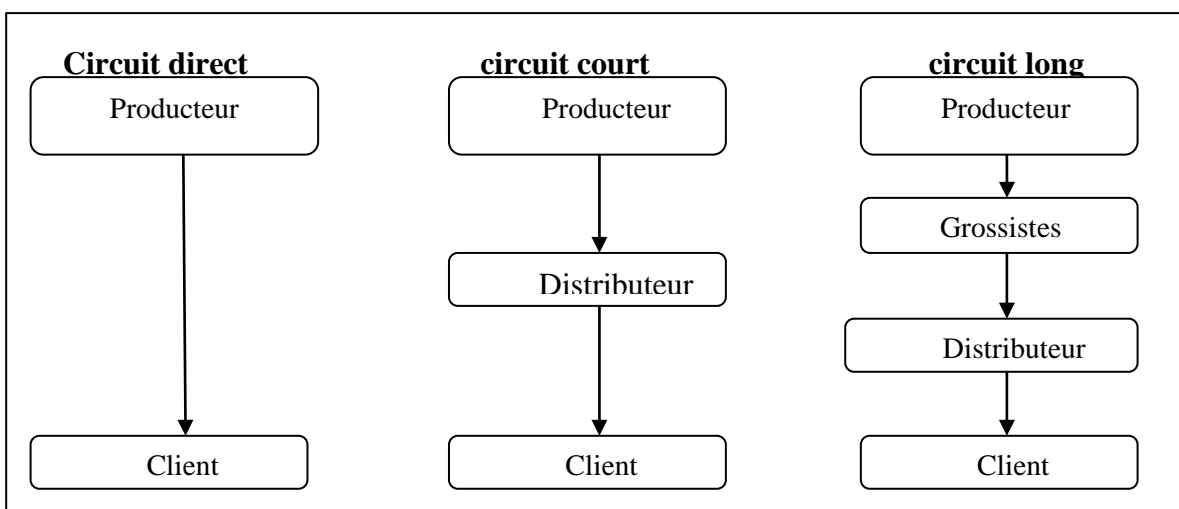 Circuit direct
Producteur
Client
circuit court
Producteur
Distributeur
Client
circuit long
Producteur
Grossistes
Distributeur
Client